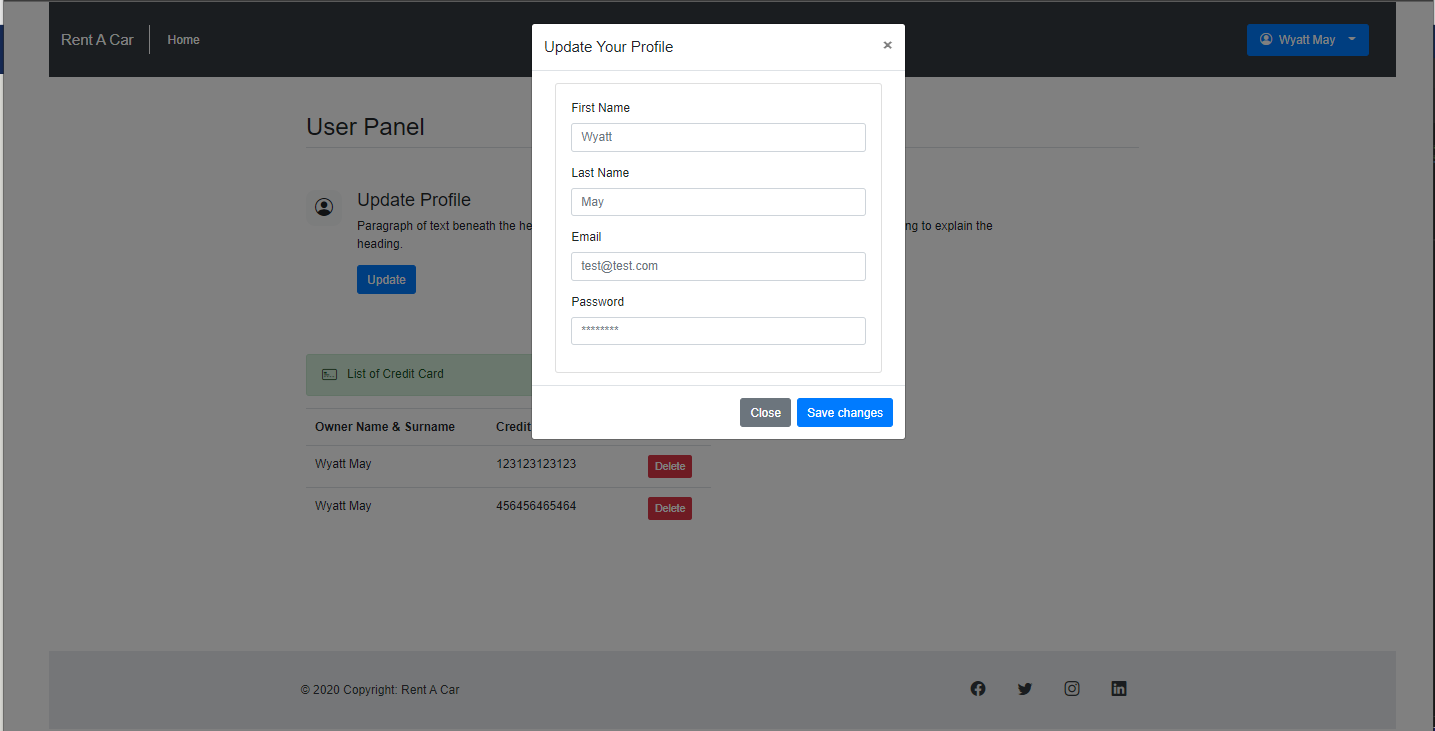 Rent A Car
Home
Wyatt May
Update Your Profile
×
First Name
Wyatt
Last Name
May
Email
test@test.com
Password
********
Close
Save changes
User Panel
Update Profile
Paragraph of text beneath the he
ng to explain the
heading.
Update
List of Credit Card
Owner Name & Surname
Credit
Wyatt May
123123123123
Delete
Wyatt May
456456465464
Delete
© 2020 Copyright: Rent A Car